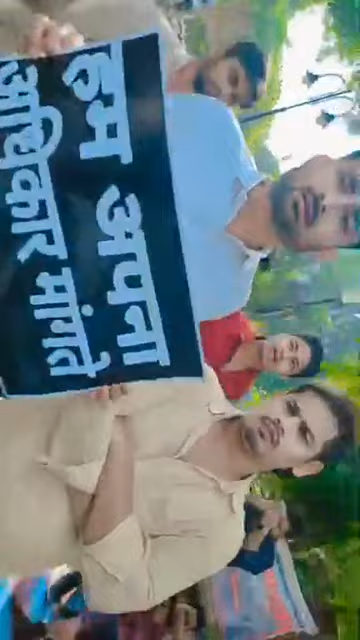 हम अपना
अधिकार मांगते